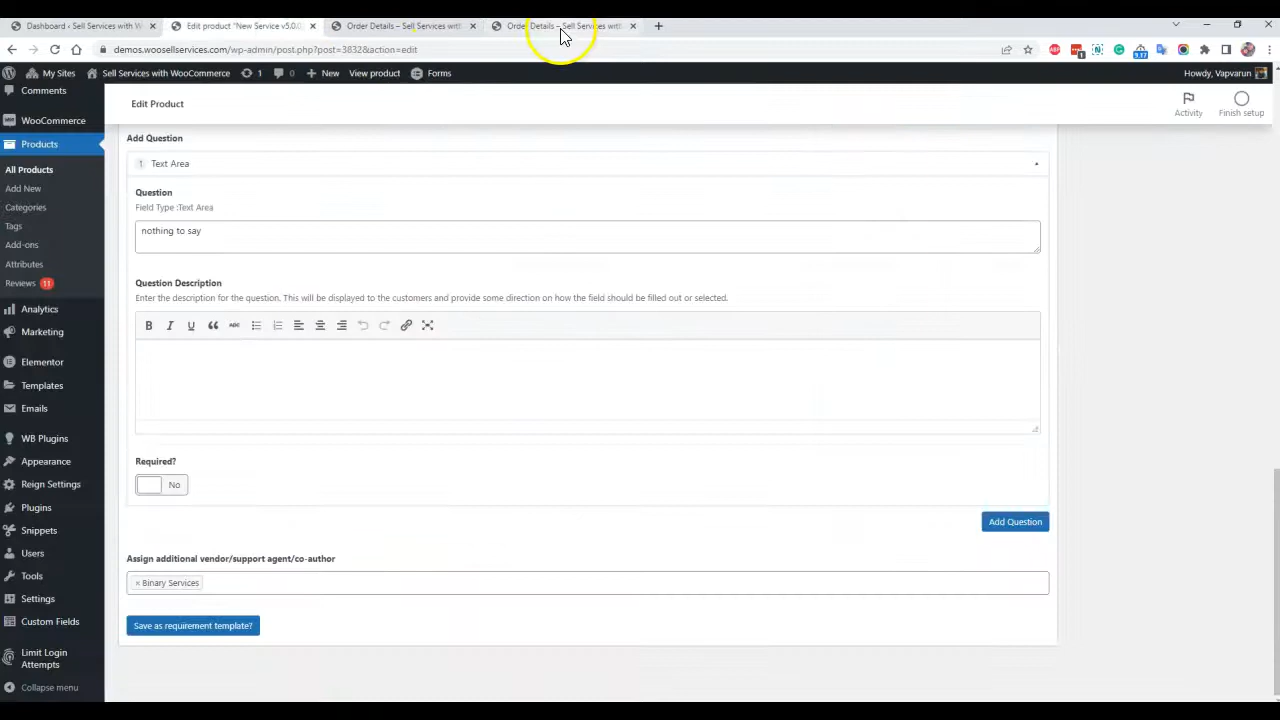 Dashboard ‹ Sell Services with W
Edit product "New Service v5.0.0
Order Details – Sell Services with
Order Details – Sell Services with
demos.woosellservices.com/wp-admin/post.php?post=3832&action=edit
My Sites
Sell Services with WooCommerce
1
0
New
View product
Forms
Howdy, Vapvarun
Comments
WooCommerce
Products
All Products
Add New
Categories
Tags
Add-ons
Attributes
Reviews 11
Analytics
Marketing
Elementor
Templates
Emails
WB Plugins
Appearance
Reign Settings
Plugins
Snippets
Users
Tools
Settings
Custom Fields
Limit Login
Attempts
Collapse menu
Edit Product
Activity
Finish setup
Add Question
1 Text Area
Question
Field Type :Text Area
nothing to say
Question Description
Enter the description for the question. This will be displayed to the customers and provide some direction on how the field should be filled out or selected.
B I U ABC
Required?
No
Add Question
Assign additional vendor/support agent/co-author
× Binary Services
Save as requirement template?